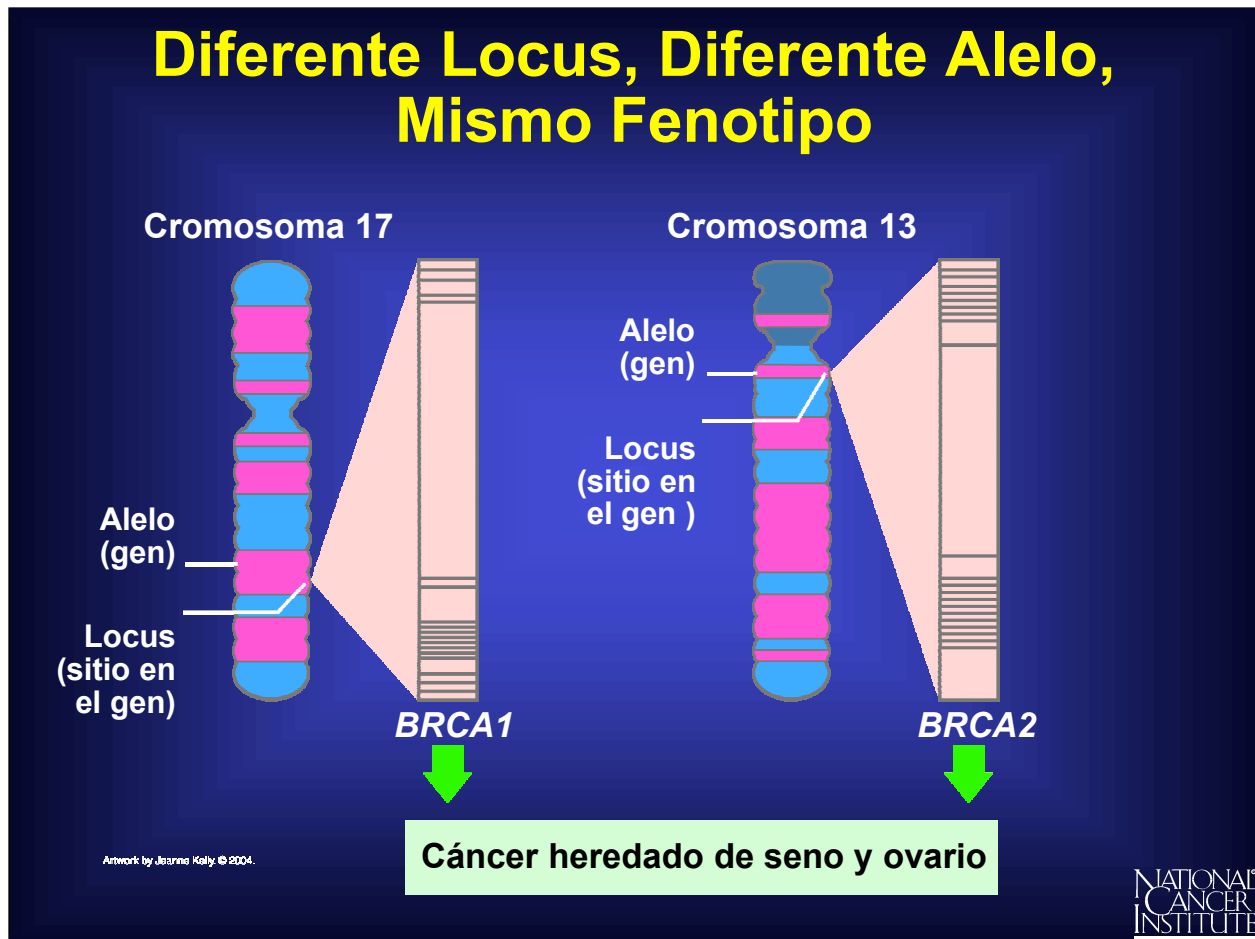 Diferente Locus, Diferente Alelo,
Mismo Fenotipo
Cromosoma 17
Cromosoma 13
Alelo
(gen)
Locus
(sitio en
el gen )
Alelo
(gen)
Locus
(sitio en
el gen)
BRCA1
BRCA2
Cáncer heredado de seno y ovario
Artwork by Jeanne Kelly. © 2004.
NATIONAL
CANCER
INSTITUTE